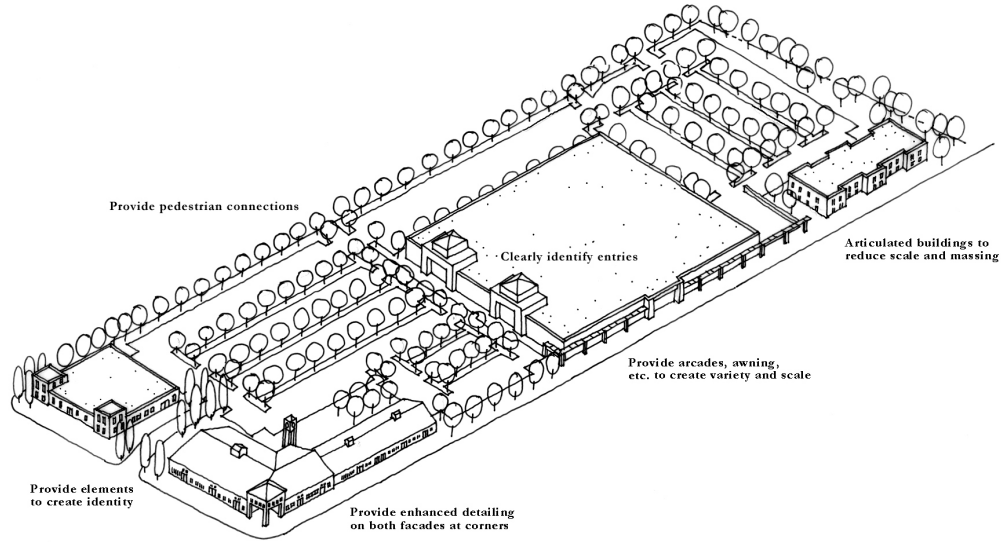 Provide pedestrian connections
Clearly identify entries
Articulated buildings to
reduce scale and massing
Provide arcades, awning,
etc. to create variety and scale
Provide elements
to create identity
Provide enhanced detailing
on both facades at corners